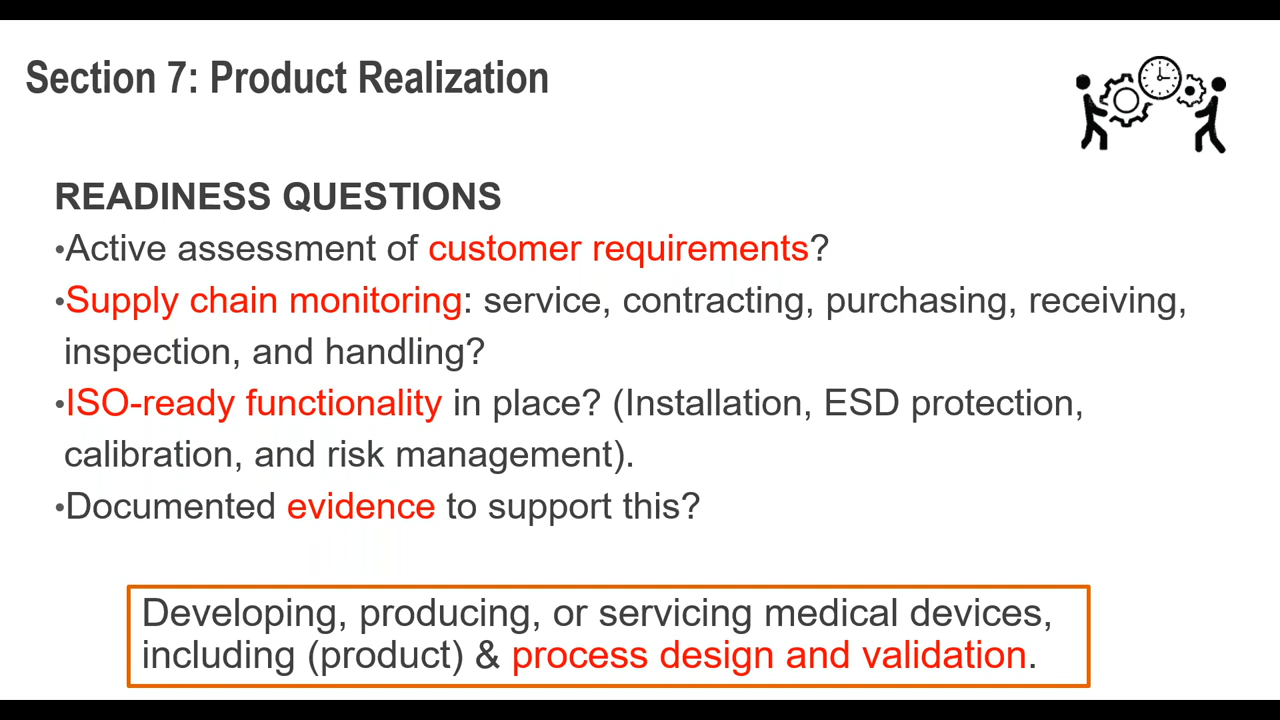 Section 7: Product Realization
READINESS QUESTIONS
•Active assessment of customer requirements?
•Supply chain monitoring: service, contracting, purchasing, receiving,
inspection, and handling?
•ISO-ready functionality in place? (Installation, ESD protection,
calibration, and risk management).
•Documented evidence to support this?
Developing, producing, or servicing medical devices,
including (product) & process design and validation.